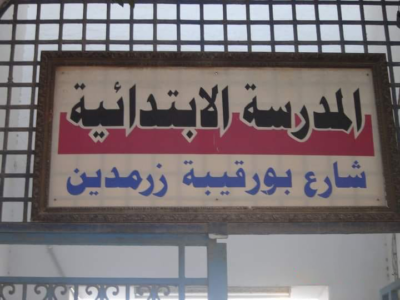 المدرسة الابتدائية
شارع بورقيبة زرمدين